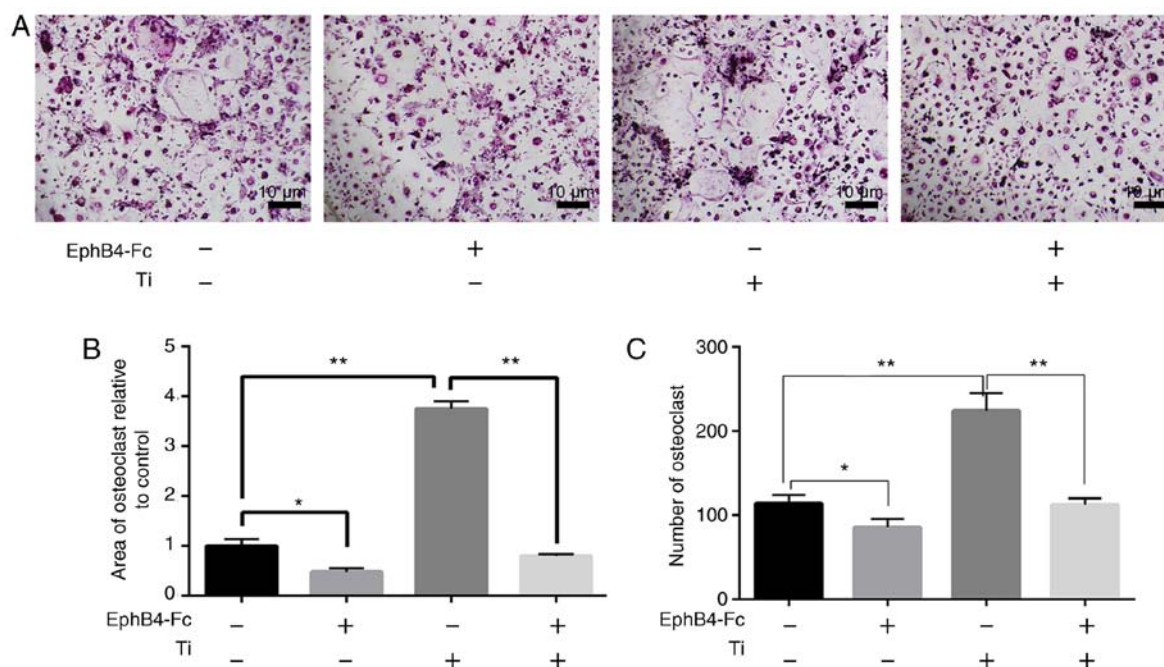 A
10 µm 10 µm 10 µm 10 µm
EphB4-Fc − + − +
Ti − − + +
B
Area of osteoclast relative
to control
5
4
3
2
1
0
** **
*
EphB4-Fc − + − +
Ti − − + +
C
Number of osteoclast
300
200
100
0
** **
*
EphB4-Fc − + − +
Ti − − + +